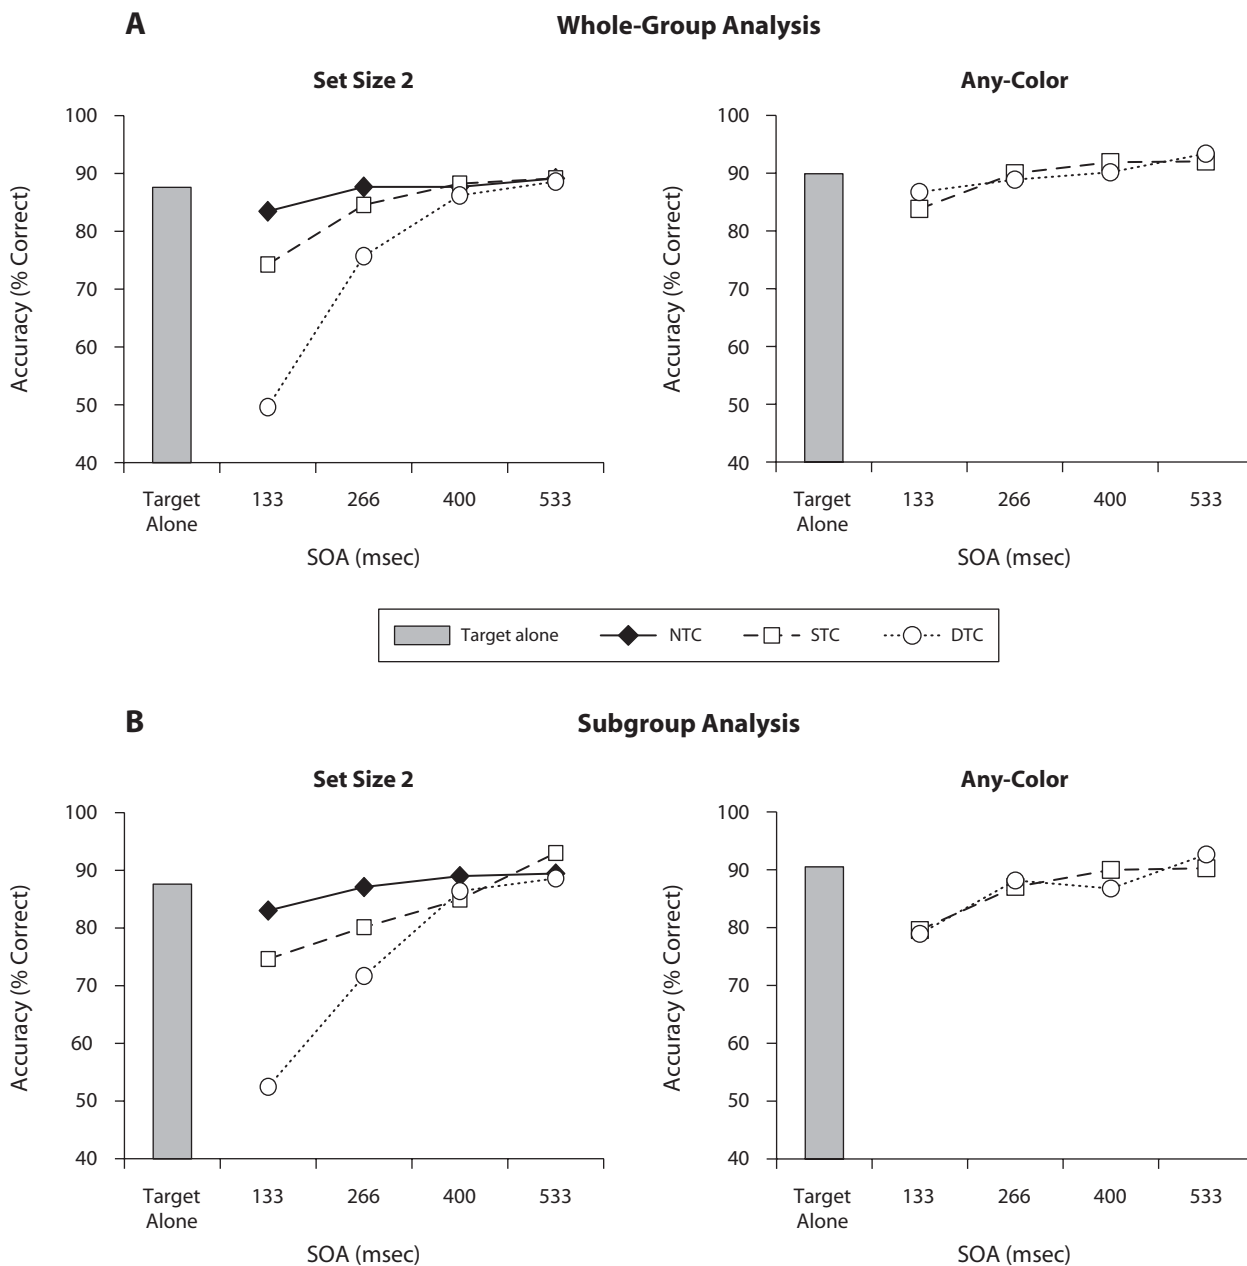 A
Whole-Group Analysis
Set Size 2
Accuracy (% Correct)
100
90
80
70
60
50
40
Target Alone
133
266
400
533
SOA (msec)
Any-Color
Accuracy (% Correct)
100
90
80
70
60
50
40
Target Alone
133
266
400
533
SOA (msec)
Target alone
NTC
STC
DTC
B
Subgroup Analysis
Set Size 2
Accuracy (% Correct)
100
90
80
70
60
50
40
Target Alone
133
266
400
533
SOA (msec)
Any-Color
Accuracy (% Correct)
100
90
80
70
60
50
40
Target Alone
133
266
400
533
SOA (msec)